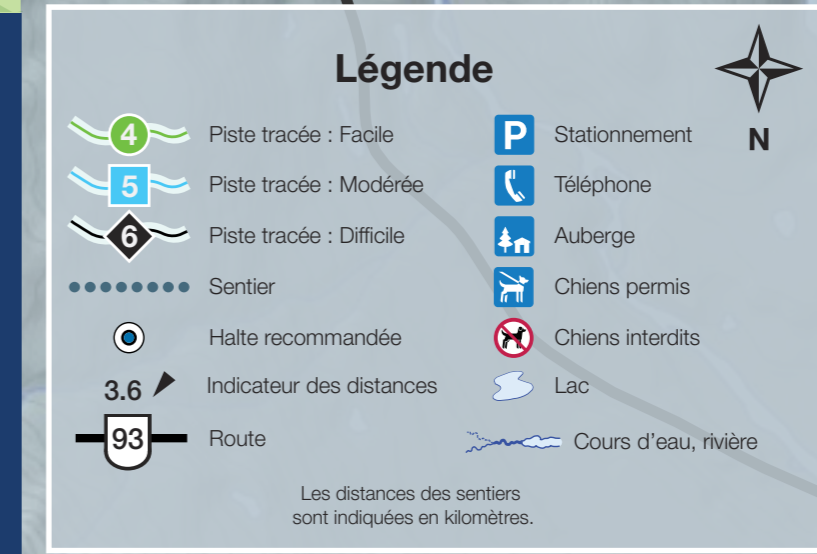 Légende
N
4 Piste tracée : Facile
5 Piste tracée : Modérée
6 Piste tracée : Difficile
Sentier
Halte recommandée
3.6 Indicateur des distances
93 Route
P Stationnement
Téléphone
Auberge
Chiens permis
Chiens interdits
Lac
Cours d'eau, rivière
Les distances des sentiers
sont indiquées en kilomètres.